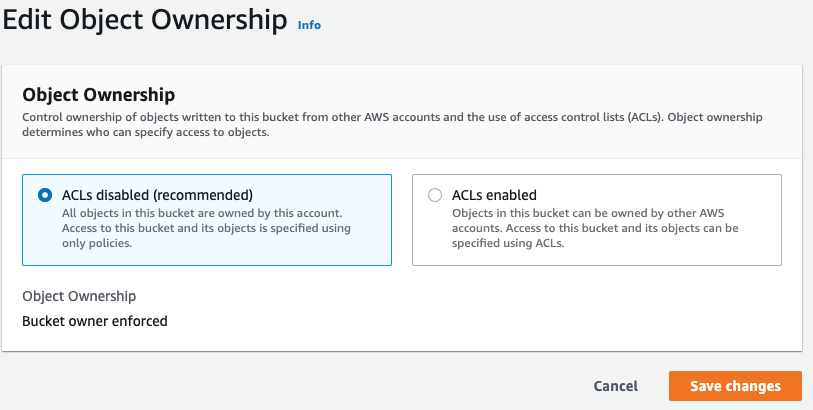 Edit Object Ownership Info
Object Ownership
Control ownership of objects written to this bucket from other AWS accounts and the use of access control lists (ACLs). Object ownership
determines who can specify access to objects.
ACLs disabled (recommended)
All objects in this bucket are owned by this account.
Access to this bucket and its objects is specified using
only policies.
ACLs enabled
Objects in this bucket can be owned by other AWS
accounts. Access to this bucket and its objects can be
specified using ACLs.
Object Ownership
Bucket owner enforced
Cancel
Save changes